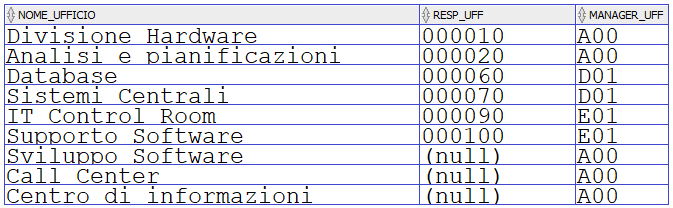 NOME_UFFICIO RESP_UFF MANAGER_UFF
Divisione Hardware 000010 A00
Analisi e pianificazioni 000020 A00
Database 000060 D01
Sistemi Centrali 000070 D01
IT Control Room 000090 E01
Supporto Software 000100 E01
Sviluppo Software (null) A00
Call Center (null) A00
Centro di informazioni (null) A00